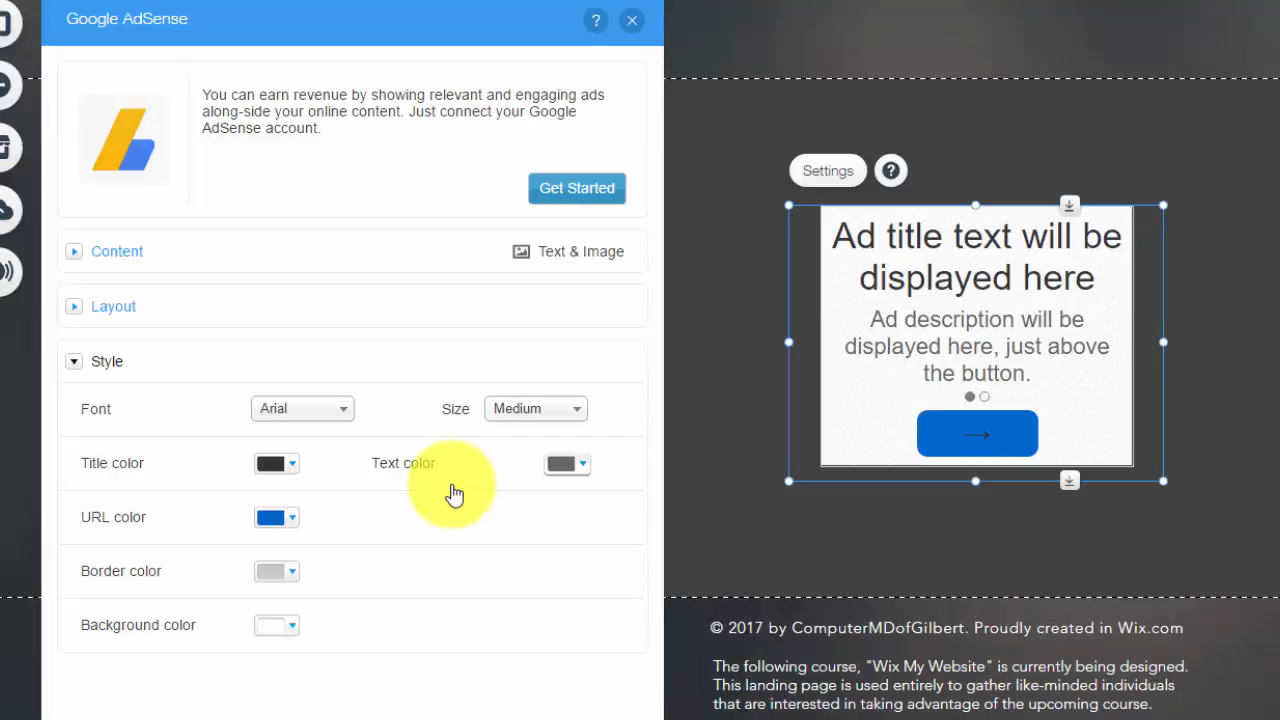 Google AdSense
?
You can earn revenue by showing relevant and engaging ads
along-side your online content. Just connect your Google
AdSense account.
Get Started
Content
Text & Image
Layout
Style
Font
Arial
Size
Medium
Title color
Text color
URL color
Border color
Background color
Settings
?
Ad title text will be
displayed here
Ad description will be
displayed here, just above
the button.
→
© 2017 by ComputerMDofGilbert. Proudly created in Wix.com
The following course, "Wix My Website" is currently being designed.
This landing page is used entirely to gather like-minded individuals
that are interested in taking advantage of the upcoming course.